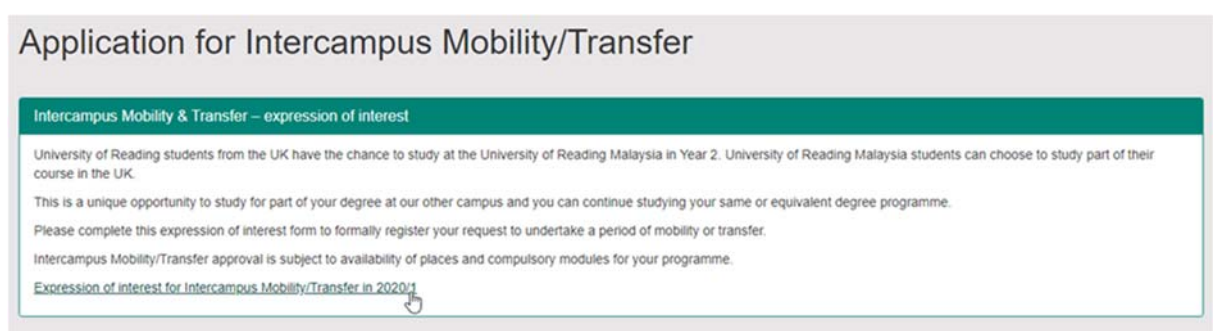 Application for Intercampus Mobility/Transfer
Intercampus Mobility & Transfer – expression of interest
University of Reading students from the UK have the chance to study at the University of Reading Malaysia in Year 2. University of Reading Malaysia students can choose to study part of their
course in the UK.
This is a unique opportunity to study for part of your degree at our other campus and you can continue studying your same or equivalent degree programme.
Please complete this expression of interest form to formally register your request to undertake a period of mobility or transfer.
Intercampus Mobility/Transfer approval is subject to availability of places and compulsory modules for your programme.
Expression of interest for Intercampus Mobility/Transfer in 2020/1